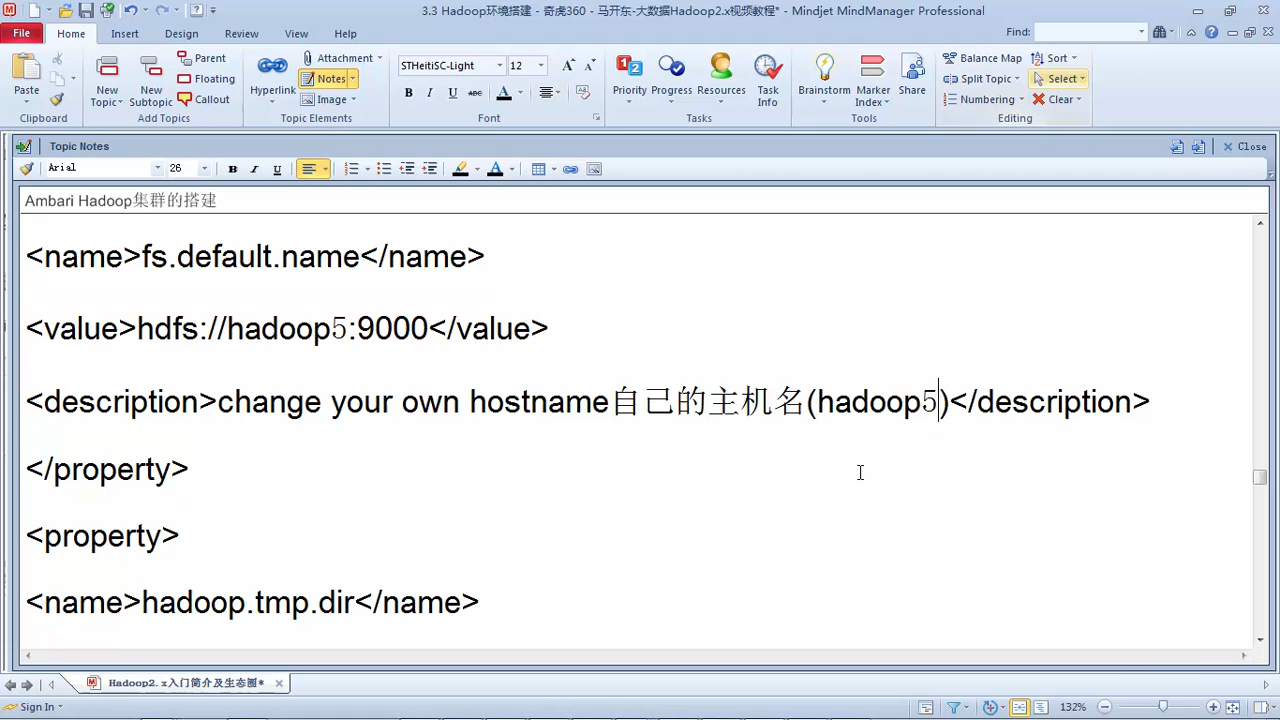 3.3 Hadoop环境搭建 - 奇虎360 - 马开东-大数据Hadoop2.x视频教程* - Mindjet MindManager Professional
File Home Insert Design Review View Help Find:
Paste
Clipboard
New Topic New Subtopic Parent Floating Callout
Add Topics
Hyperlink Attachment Notes Image
Topic Elements
STHeitiSC-Light 12
B I U ABC A
Font
Priority Progress Resources Task Info
Tasks
Brainstorm Marker Index Share
Tools
Balance Map Sort
Split Topic Select
Numbering Clear
Editing
Topic Notes Close
Arial 26 B I U A
Ambari Hadoop集群的搭建
<name>fs.default.name</name>
<value>hdfs://hadoop5:9000</value>
<description>change your own hostname自己的主机名(hadoop5)</description>
</property>
<property>
<name>hadoop.tmp.dir</name>
Hadoop2.x入门简介及生态圈*
Sign In 132%